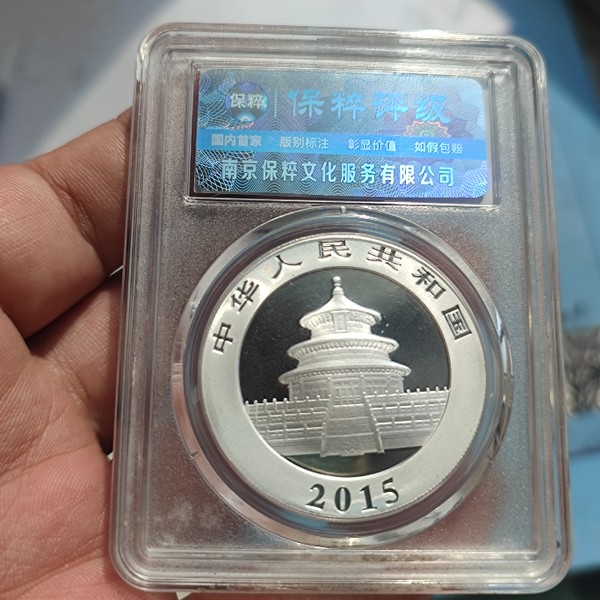 保粹
保粹评级
国内首家 版别标注 彰显价值 如假包赔
南京保粹文化服务有限公司
中华人民共和国
2015